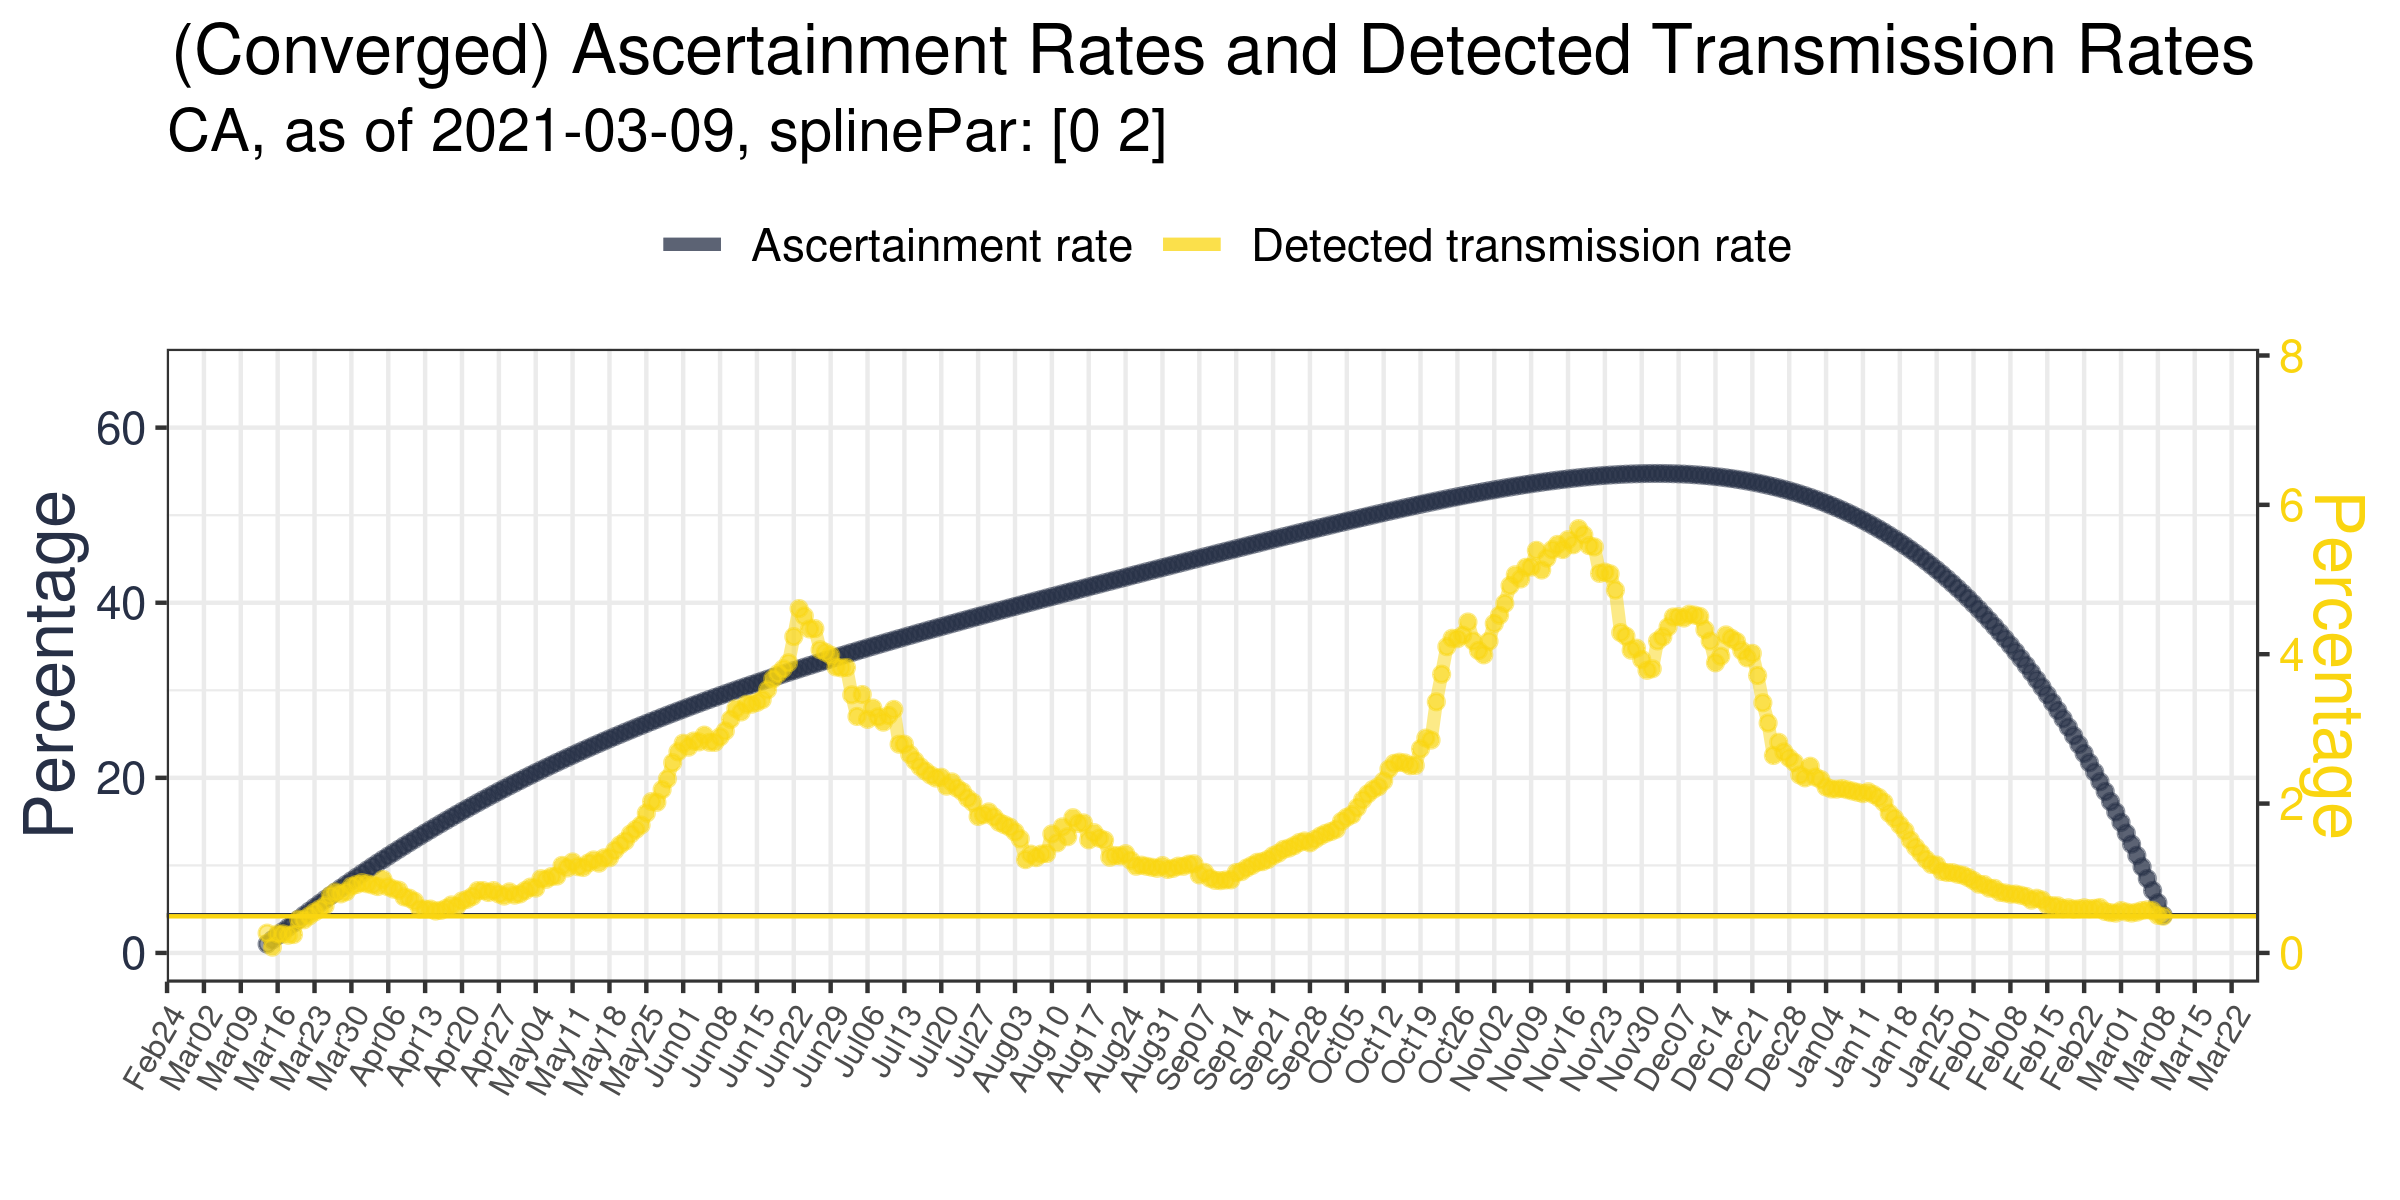 (Converged) Ascertainment Rates and Detected Transmission Rates
CA, as of 2021-03-09, splinePar: [0 2]
Ascertainment rate
Detected transmission rate
Percentage
60
40
20
0
8
6
4
2
0
Percentage
Feb24
Mar02
Mar09
Mar16
Mar23
Mar30
Apr06
Apr13
Apr20
Apr27
May04
May11
May18
May25
Jun01
Jun08
Jun15
Jun22
Jun29
Jul06
Jul13
Jul20
Jul27
Aug03
Aug10
Aug17
Aug24
Aug31
Sep07
Sep14
Sep21
Sep28
Oct05
Oct12
Oct19
Oct26
Nov02
Nov09
Nov16
Nov23
Nov30
Dec07
Dec14
Dec21
Dec28
Jan04
Jan11
Jan18
Jan25
Feb01
Feb08
Feb15
Feb22
Mar01
Mar08
Mar15
Mar22